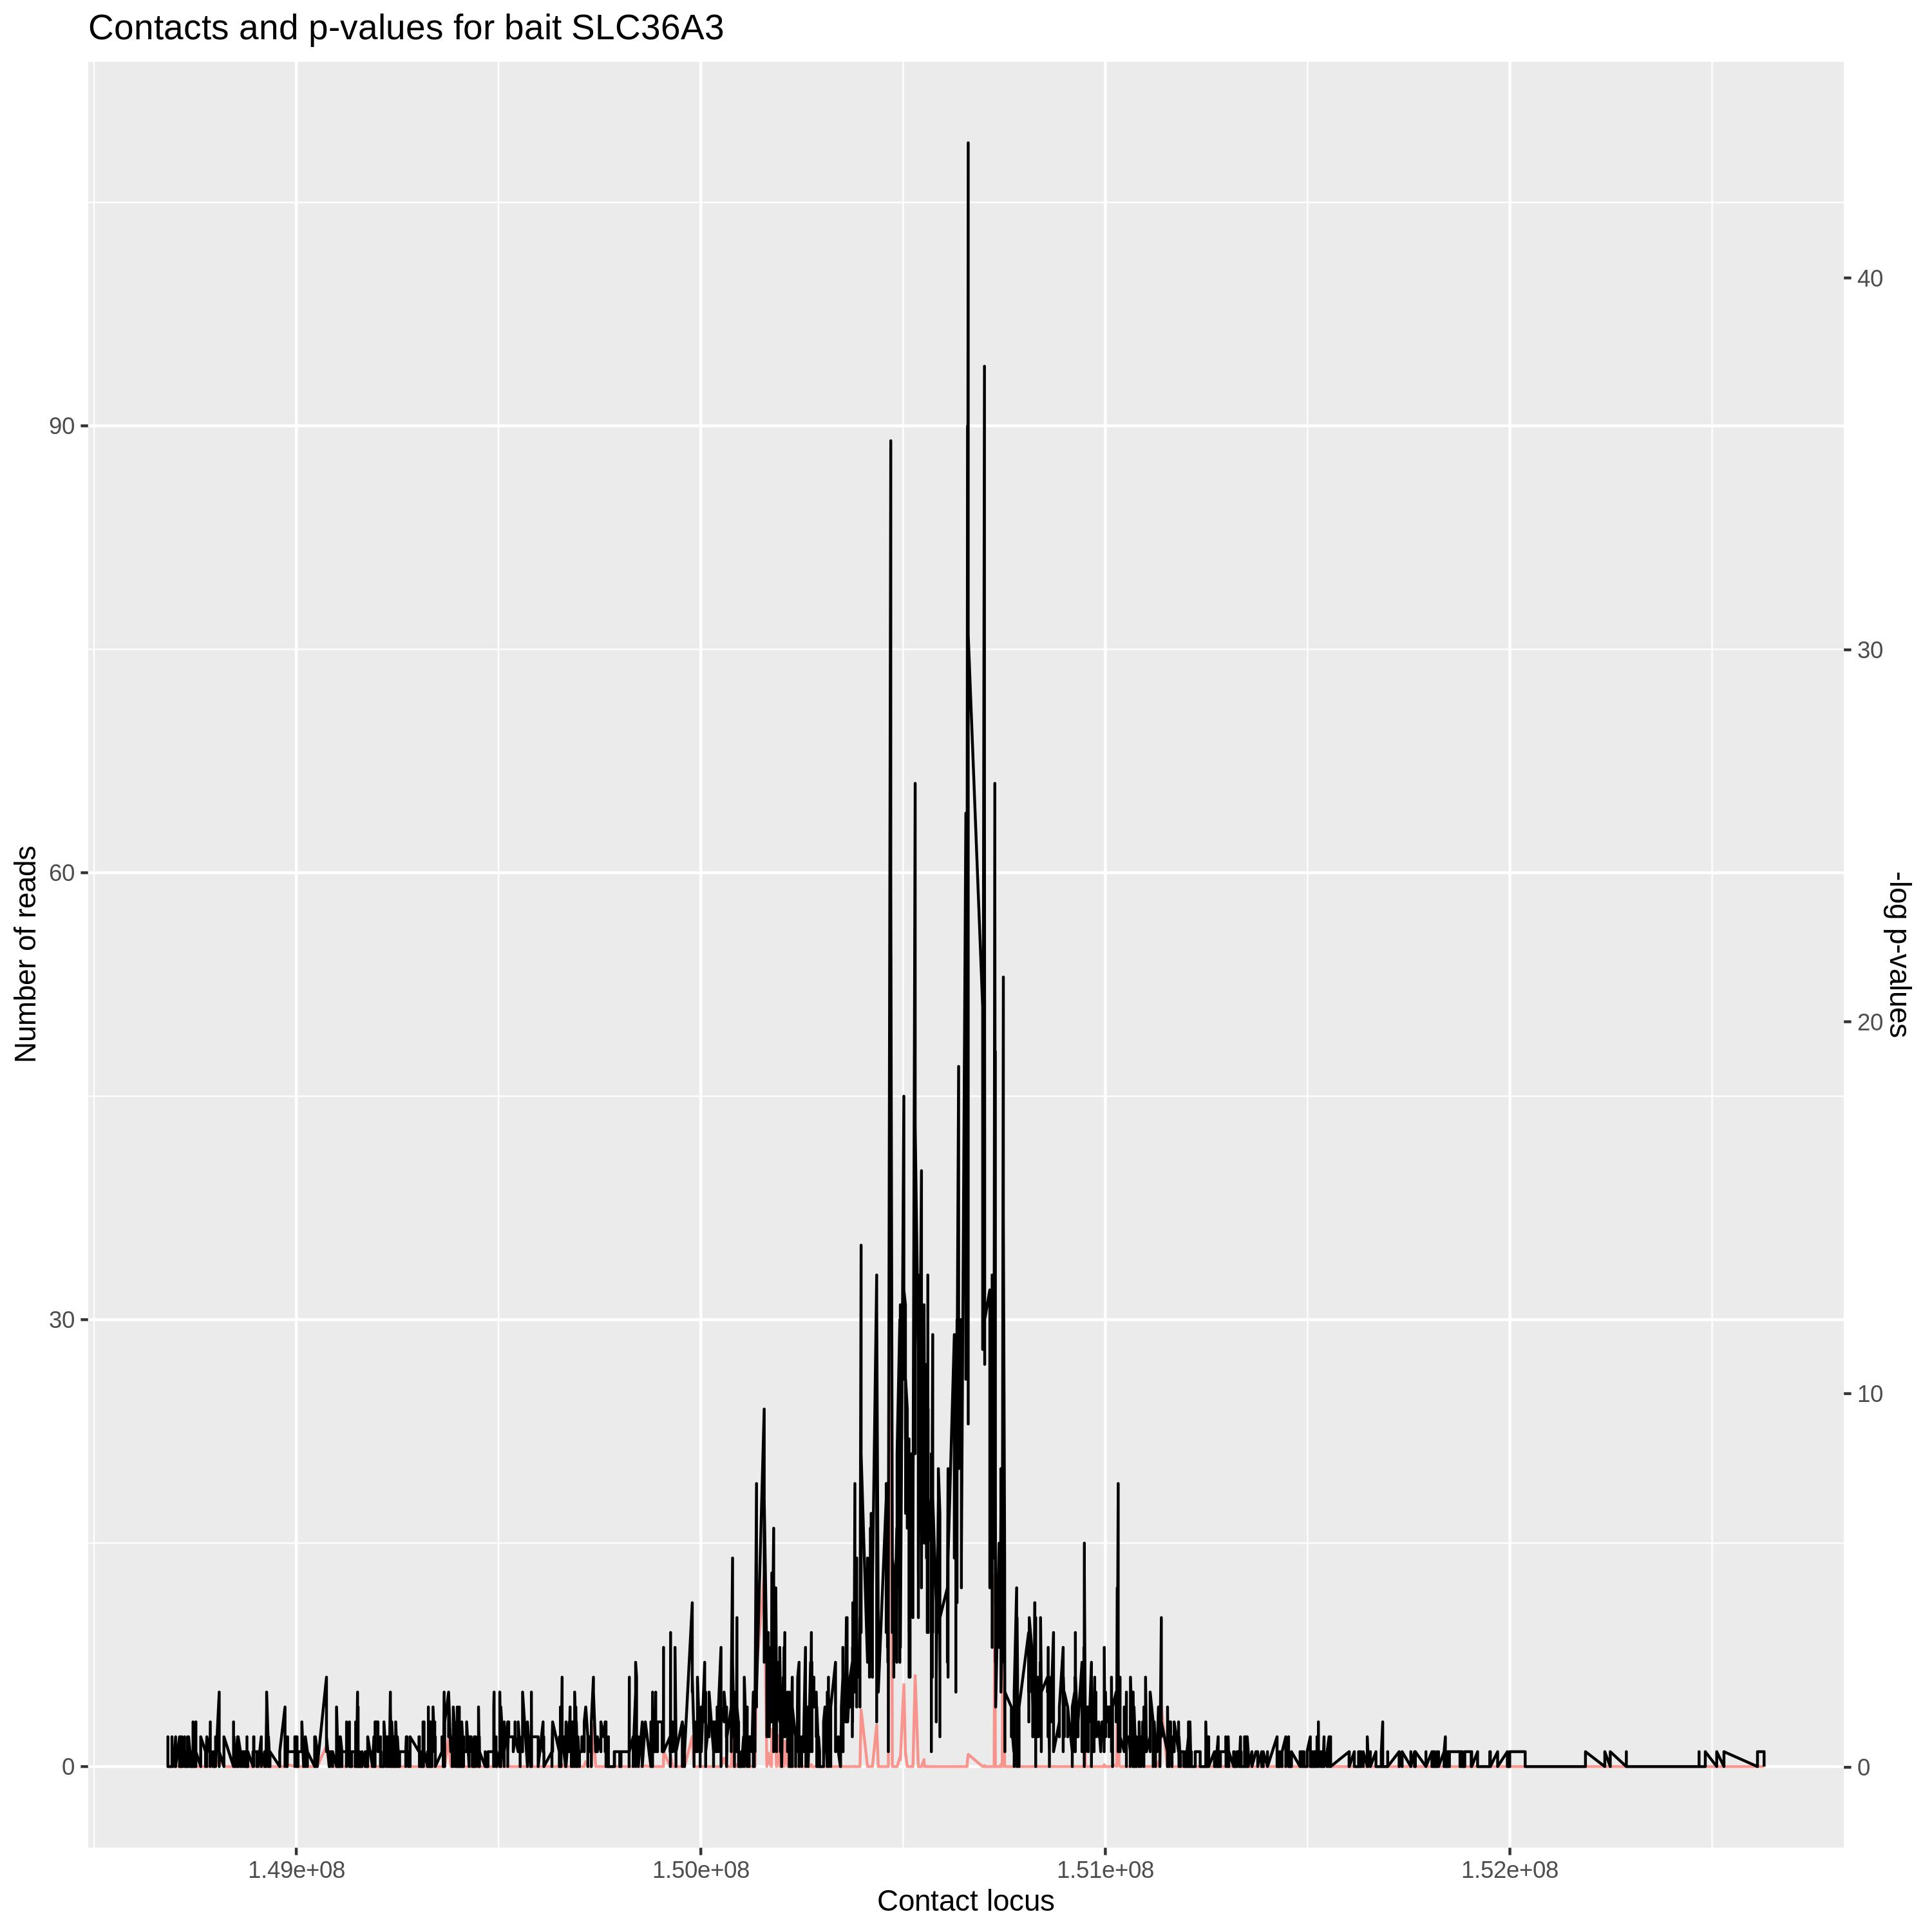 Contacts and p-values for bait SLC36A3
Number of reads
90
60
30
0
-log p-values
40
30
20
10
0
1.49e+08
1.50e+08
1.51e+08
1.52e+08
Contact locus